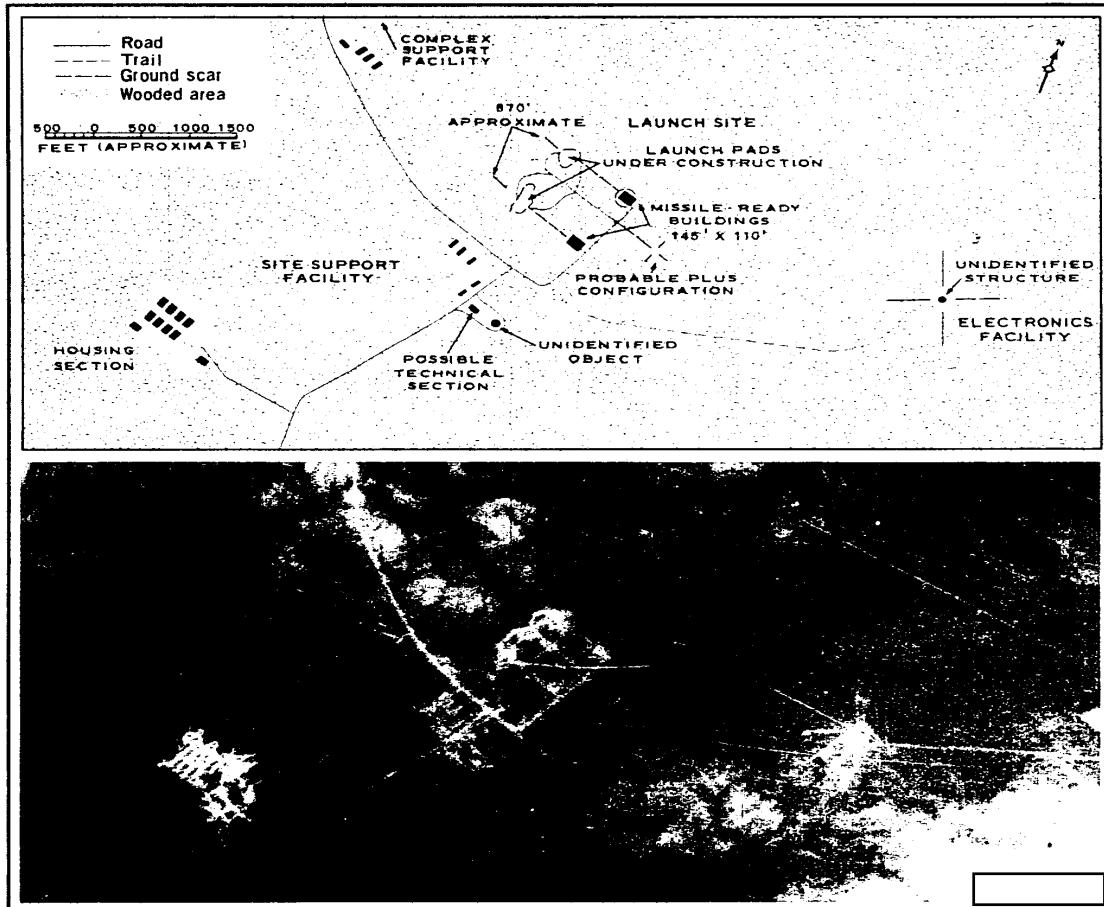 Road
Trail
Ground scar
Wooded area
500 0 500 1000 1500
FEET (APPROXIMATE)
COMPLEX
SUPPORT
FACILITY
N
870'
APPROXIMATE
LAUNCH SITE
LAUNCH PADS
UNDER CONSTRUCTION
MISSILE-READY
BUILDINGS
145' X 110'
SITE SUPPORT
FACILITY
PROBABLE PLUS
CONFIGURATION
UNIDENTIFIED
STRUCTURE
ELECTRONICS
FACILITY
HOUSING
SECTION
POSSIBLE
TECHNICAL
SECTION
UNIDENTIFIED
OBJECT